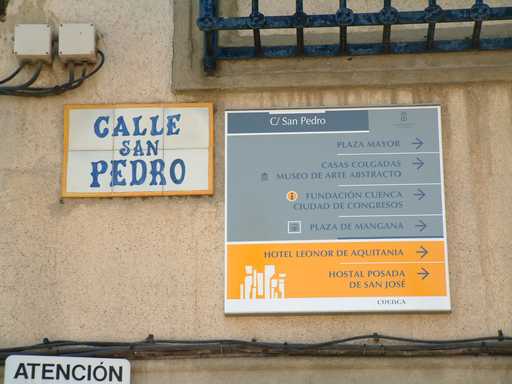 CALLE
SAN
PEDRO
C/ San Pedro
PLAZA MAYOR
CASAS COLGADAS
MUSEO DE ARTE ABSTRACTO
FUNDACIÓN CUENCA
CIUDAD DE CONGRESOS
PLAZA DE MANGANA
HOTEL LEONOR DE AQUITANIA
HOSTAL POSADA
DE SAN JOSÉ
CUENCA
ATENCIÓN